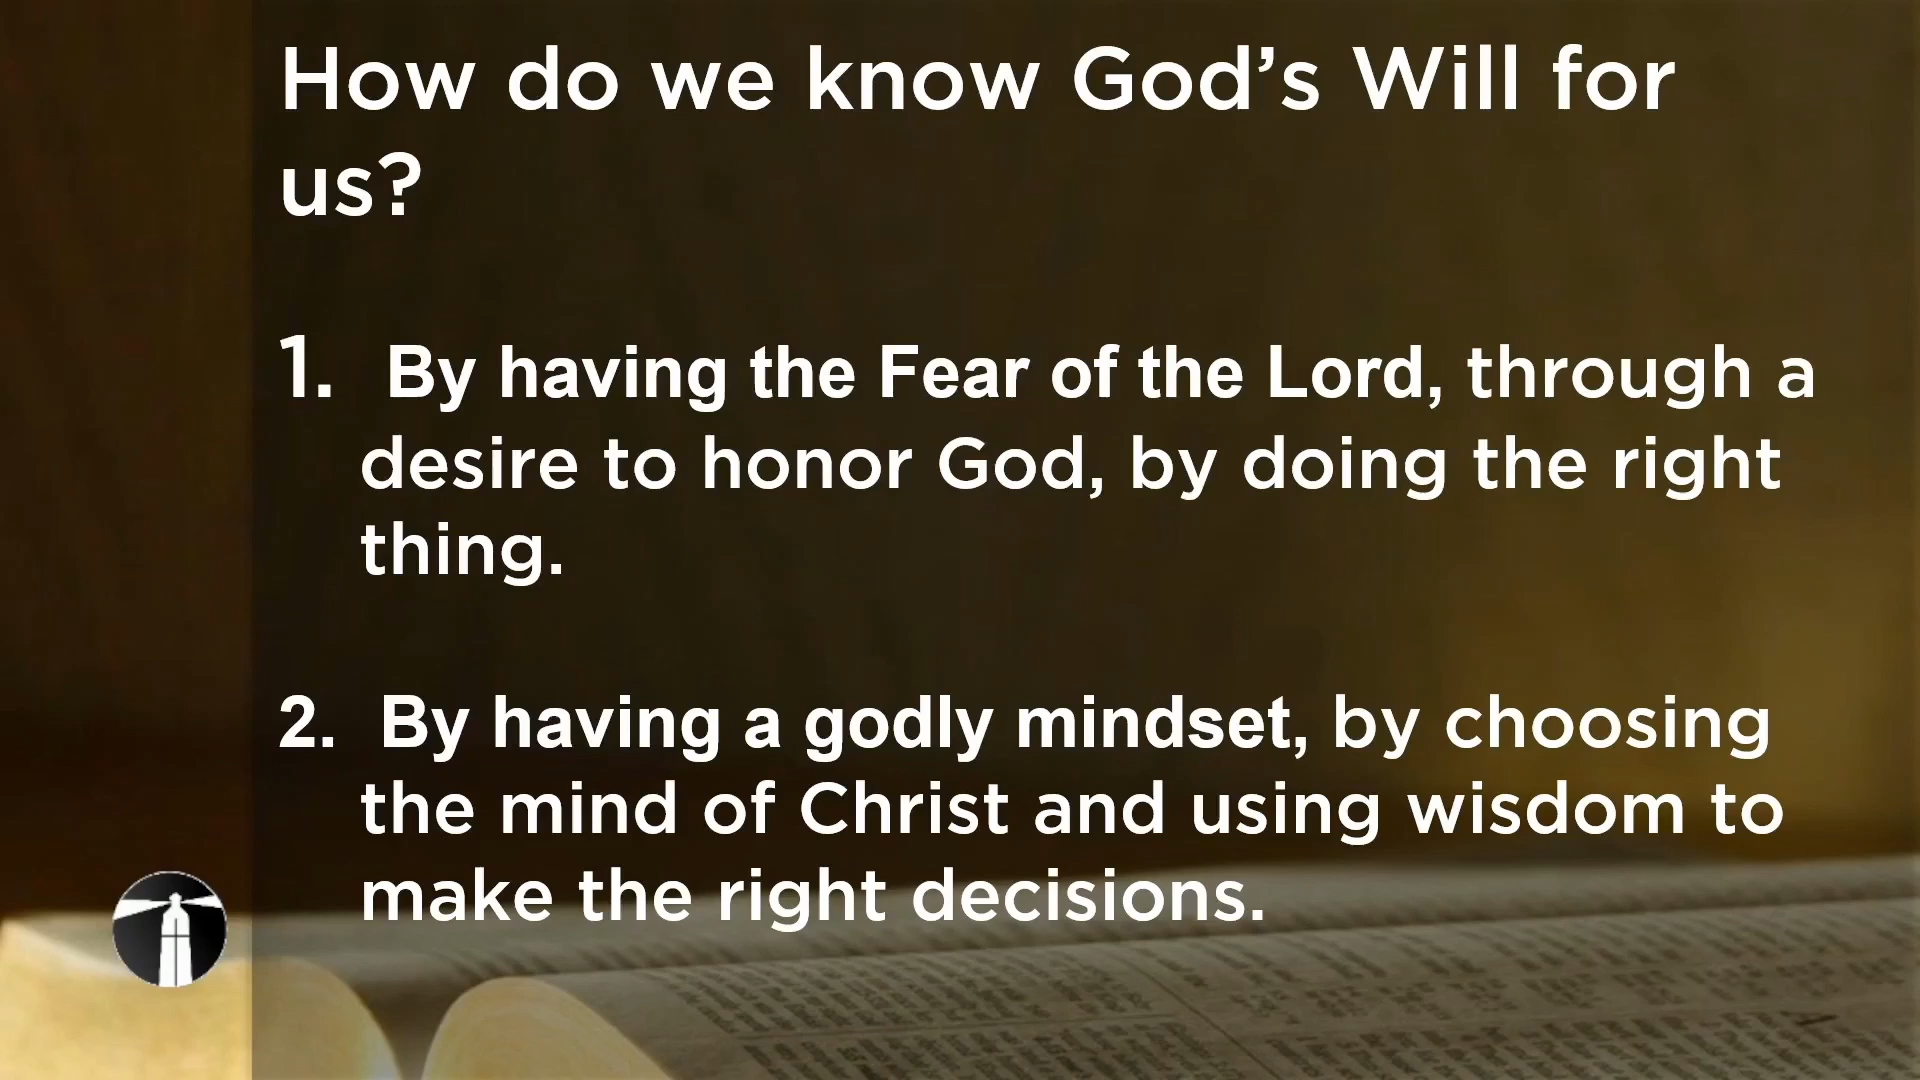 How do we know God’s Will for
us?
1. By having the Fear of the Lord, through a
desire to honor God, by doing the right
thing.
2. By having a godly mindset, by choosing
the mind of Christ and using wisdom to
make the right decisions.